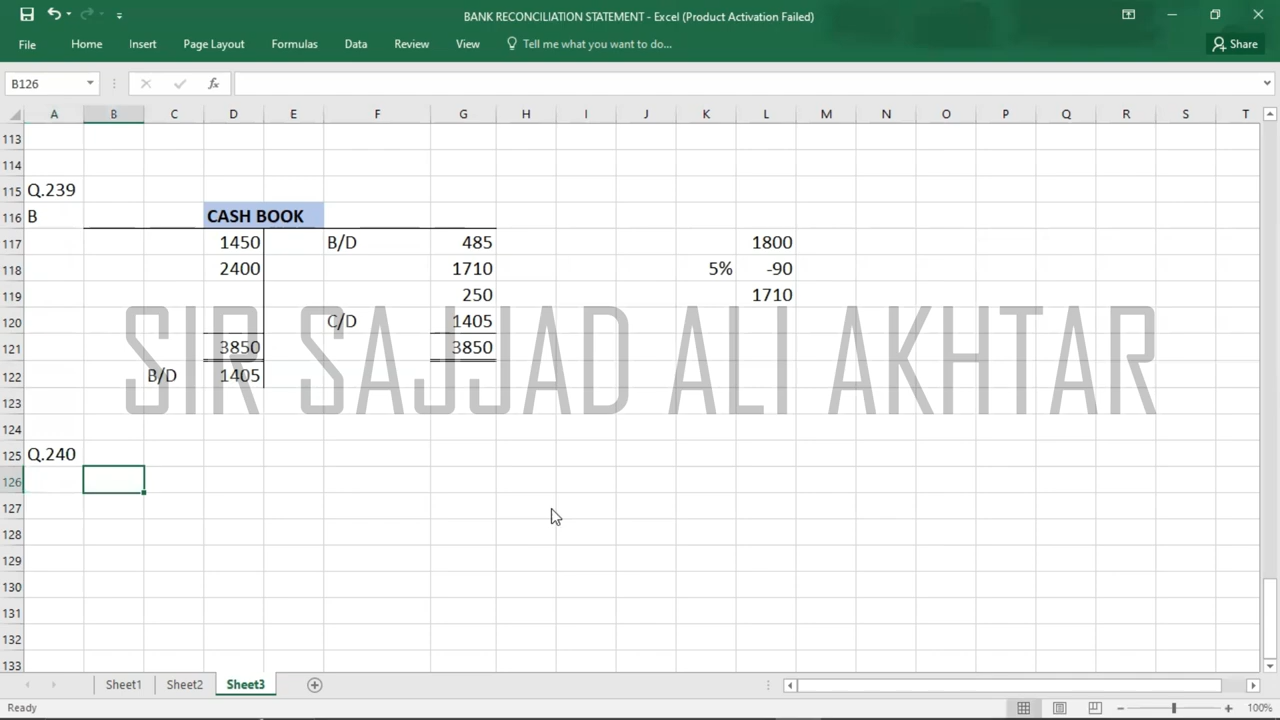 BANK RECONCILIATION STATEMENT - Excel (Product Activation Failed)
File Home Insert Page Layout Formulas Data Review View Tell me what you want to do... Share
B126
A B C D E F G H I J K L M N O P Q R S T
113
114
115 Q.239
116 B CASH BOOK
117 1450 B/D 485 1800
118 2400 1710 5% -90
119 250 1710
120 C/D 1405
121 3850 3850
122 B/D 1405
SIR SAJJAD ALI AKHTAR
123
124
125 Q.240
126
127
128
129
130
131
132
133
Sheet1 Sheet2 Sheet3
Ready 100%